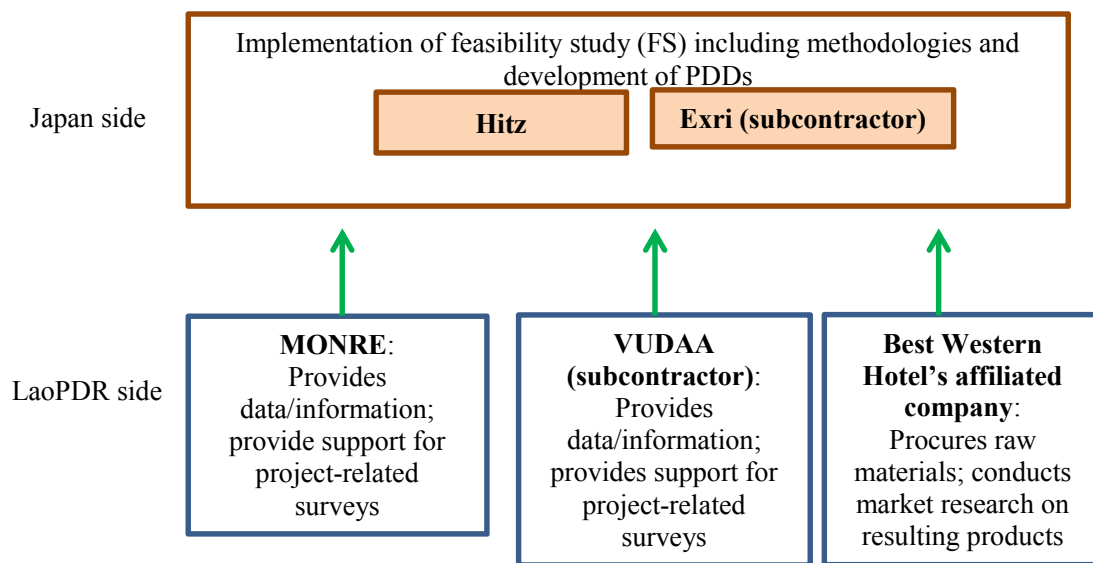 Implementation of feasibility study (FS) including methodologies and
development of PDDs
Japan side
Hitz
Exri (subcontractor)
LaoPDR side
MONRE:
Provides
data/information;
provide support for
project-related
surveys
VUDAA
(subcontractor):
Provides
data/information;
provides support for
project-related
surveys
Best Western
Hotel’s affiliated
company:
Procures raw
materials; conducts
market research on
resulting products